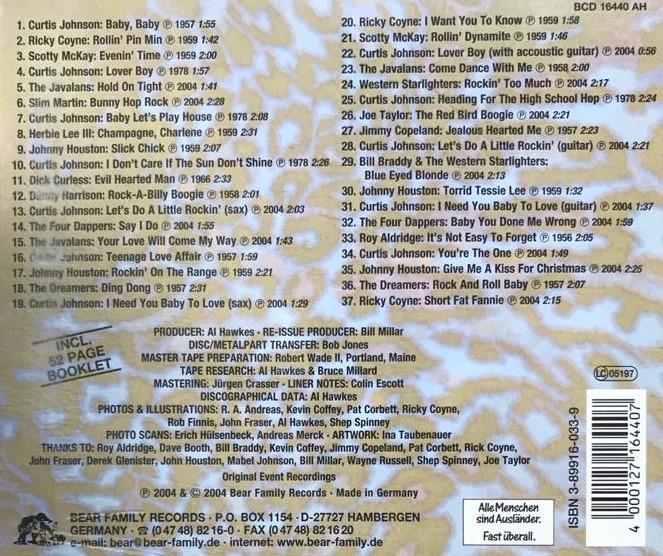 BCD 16440 AH
1. Curtis Johnson: Baby, Baby ℗ 1957 1:55
2. Ricky Coyne: Rollin' Pin Mim ℗ 1959 1:42
3. Scotty McKay: Evenin' Time ℗ 1959 2:00
4. Curtis Johnson: Lover Boy ℗ 1978 1:57
5. The Javalans: Hold On Tight ℗ 2004 1:41
6. Slim Martin: Bunny Hop Rock ℗ 2004 2:28
7. Curtis Johnson: Baby Let's Play House ℗ 1978 2:08
8. Herbie Lee III: Champagne, Charlene ℗ 1959 2:31
9. Johnny Houston: Slick Chick ℗ 1959 2:07
10. Curtis Johnson: I Don't Care If The Sun Don't Shine ℗ 1978 2:26
11. Dick Curless: Evil Hearted Man ℗ 1966 2:33
12. Danny Harrison: Rock-A-Billy Boogie ℗ 1958 2:01
13. Curtis Johnson: Let's Do A Little Rockin' (sax) ℗ 2004 2:03
14. The Four Dappers: Say I Do ℗ 2004 1:55
15. The Javalans: Your Love Will Come My Way ℗ 2004 1:43
16. Johnson: Teenage Love Affair ℗ 1957 1:59
17. Johnny Houston: Rockin' On The Range ℗ 1959 2:21
18. The Dreamers: Ding Dong ℗ 1957 2:31
19. Curtis Johnson: I Need You Baby To Love (sax) ℗ 2004 1:29
20. Ricky Coyne: I Want You To Know ℗ 1959 1:58
21. Scotty McKay: Rollin' Dynamite ℗ 1959 1:46
22. Curtis Johnson: Lover Boy (with accoustic guitar) ℗ 2004 0:56
23. The Javalans: Come Dance With Me ℗ 1958 2:00
24. Western Starlighters: Rockin' Too Much ℗ 2004 2:17
25. Curtis Johnson: Heading For The High School Hop ℗ 1978 2:24
26. Joe Taylor: The Red Bird Boogie ℗ 2004 2:21
27. Jimmy Copeland: Jealous Hearted Me ℗ 1957 2:23
28. Curtis Johnson: Let's Do A Little Rockin' (guitar) ℗ 2004 2:21
29. Bill Braddy & The Western Starlighters:
Blue Eyed Blonde ℗ 2004 2:13
30. Johnny Houston: Torrid Tessie Lee ℗ 1959 1:32
31. Curtis Johnson: I Need You Baby To Love (guitar) ℗ 2004 1:37
32. The Four Dappers: Baby You Done Me Wrong ℗ 2004 1:59
33. Roy Aldridge: It's Not Easy To Forget ℗ 1956 2:05
34. Curtis Johnson: You're The One ℗ 2004 1:49
35. Johnny Houston: Give Me A Kiss For Christmas ℗ 2004 2:25
36. The Dreamers: Rock And Roll Baby ℗ 1957 2:07
37. Ricky Coyne: Short Fat Fannie ℗ 2004 2:15
INCL.
52 PAGE
BOOKLET
PRODUCER: Al Hawkes · RE-ISSUE PRODUCER: Bill Millar
DISC/METALPART TRANSFER: Bob Jones
MASTER TAPE PREPARATION: Robert Wade II, Portland, Maine
TAPE RESEARCH: Al Hawkes & Bruce Millard
MASTERING: Jürgen Crasser · LINER NOTES: Colin Escott
DISCOGRAPHICAL DATA: Al Hawkes
PHOTOS & ILLUSTRATIONS: R. A. Andreas, Kevin Coffey, Pat Corbett, Ricky Coyne,
Rob Finnis, John Fraser, Al Hawkes, Shep Spinney
PHOTO SCANS: Erich Hülsenbeck, Andreas Merck · ARTWORK: Ina Taubenauer
THANKS TO: Roy Aldridge, Dave Booth, Bill Braddy, Kevin Coffey, Jimmy Copeland, Pat Corbett, Rick Coyne,
John Fraser, Derek Glenister, John Houston, Mabel Johnson, Bill Millar, Wayne Russell, Shep Spinney, Joe Taylor
Original Event Recordings
℗ 2004 & © 2004 Bear Family Records · Made in Germany
BEAR FAMILY RECORDS · P.O. BOX 1154 · D-27727 HAMBERGEN
GERMANY · ☎ (0 47 48) 82 16-0 · FAX (0 47 48) 82 16 20
e-mail: bear@bear-family.de · internet: www.bear-family.de
Alle Menschen
sind Ausländer.
Fast überall.
LC 05197
ISBN 3-89916-033-9
4 000127 164407